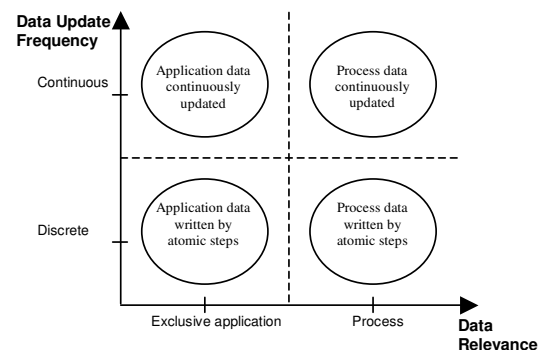 Data Update
Frequency
Continuous
Application data
continuously
updated
Process data
continuously
updated
Discrete
Application data
written by
atomic steps
Process data
written by
atomic steps
Exclusive application
Process
Data
Relevance